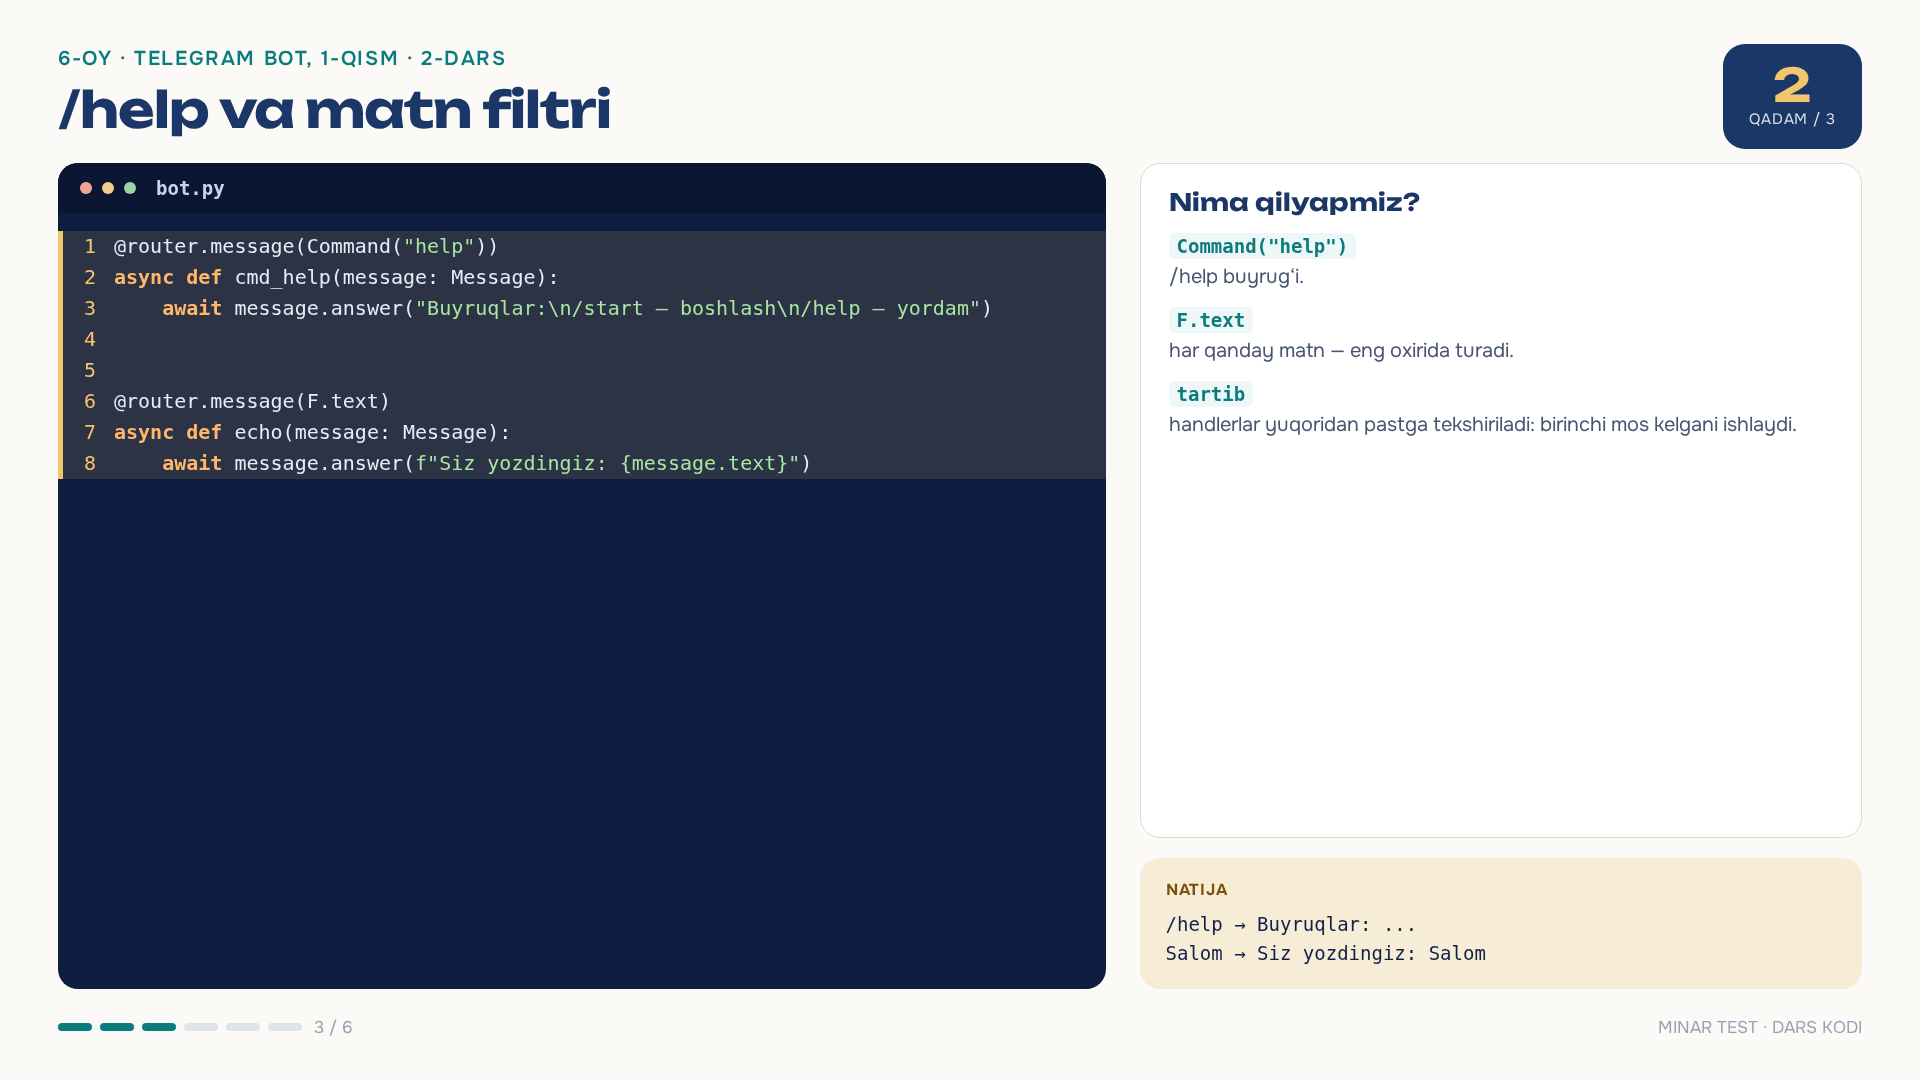 6-OY · TELEGRAM BOT, 1-QISM · 2-DARS
/help va matn filtri
2
QADAM / 3
bot.py
1 @router.message(Command("help"))
2 async def cmd_help(message: Message):
3     await message.answer("Buyruqlar:\n/start — boshlash\n/help — yordam")
4
5
6 @router.message(F.text)
7 async def echo(message: Message):
8     await message.answer(f"Siz yozdingiz: {message.text}")
Nima qilyapmiz?
Command("help")
/help buyrugʻi.
F.text
har qanday matn — eng oxirida turadi.
tartib
handlerlar yuqoridan pastga tekshiriladi: birinchi mos kelgani ishlaydi.
NATIJA
/help → Buyruqlar: ...
Salom → Siz yozdingiz: Salom
3 / 6
MINAR TEST · DARS KODI